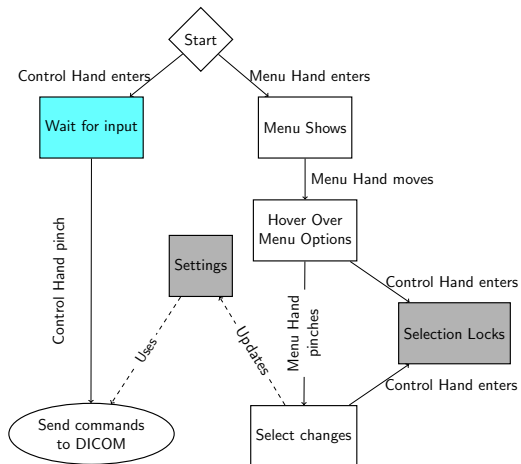 Start
Control Hand enters
Menu Hand enters
Wait for input
Menu Shows
Menu Hand moves
Hover Over
Menu Options
Control Hand pinch
Settings
Control Hand enters
Menu Hand
pinches
Selection Locks
Uses
Updates
Control Hand enters
Send commands
to DICOM
Select changes